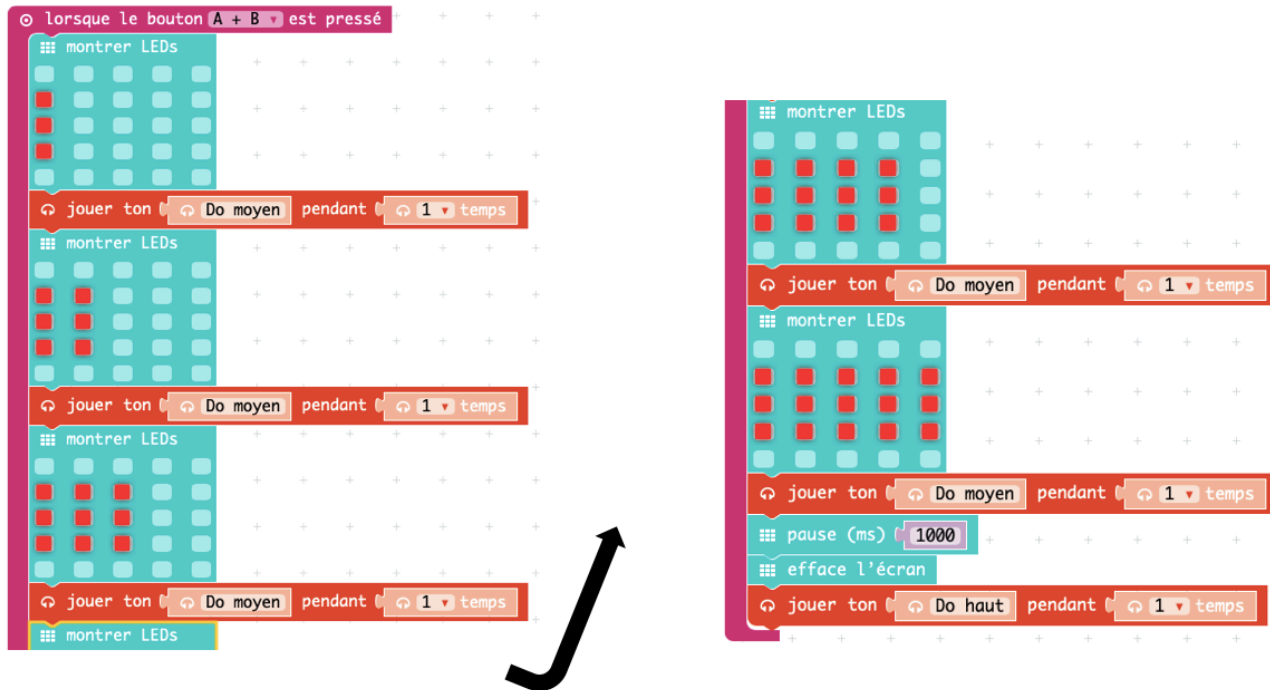 lorsque le bouton A + B est pressé
montrer LEDs
jouer ton Do moyen pendant 1 temps
montrer LEDs
jouer ton Do moyen pendant 1 temps
montrer LEDs
jouer ton Do moyen pendant 1 temps
montrer LEDs
montrer LEDs
jouer ton Do moyen pendant 1 temps
montrer LEDs
jouer ton Do moyen pendant 1 temps
pause (ms) 1000
efface l'écran
jouer ton Do haut pendant 1 temps